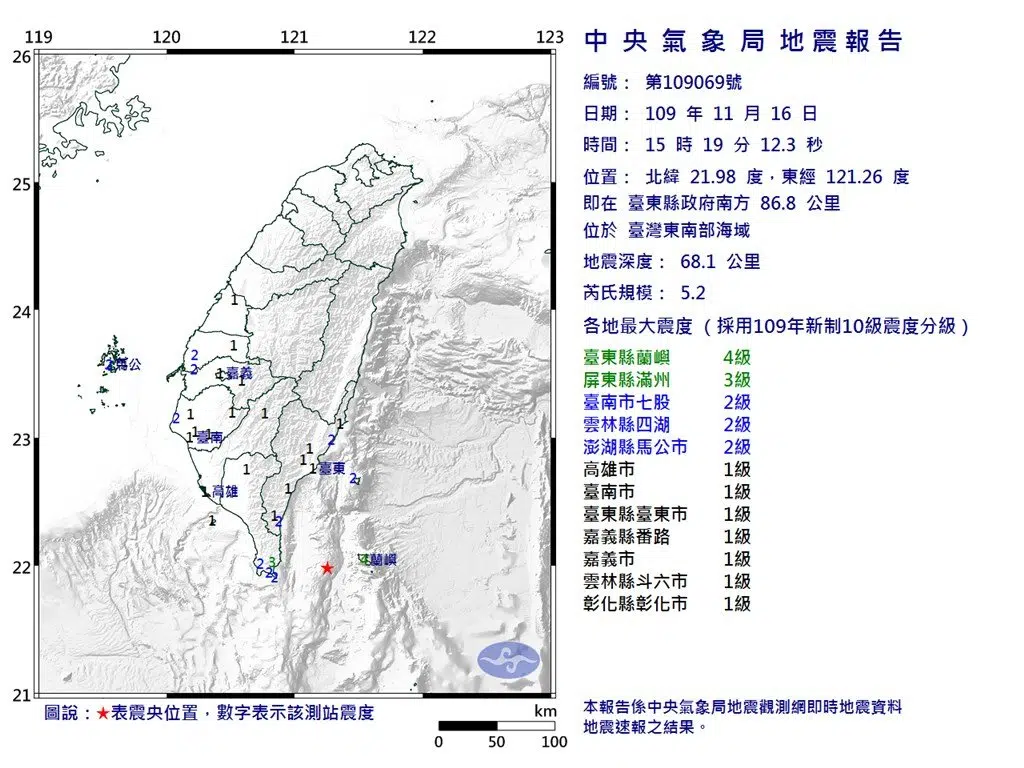 中央氣象局地震報告
編號： 第109069號
日期： 109 年 11 月 16 日
時間： 15 時 19 分 12.3 秒
位置： 北緯 21.98 度，東經 121.26 度
即在 臺東縣政府南方 86.8 公里
位於 臺灣東南部海域
地震深度： 68.1 公里
芮氏規模： 5.2
各地最大震度（採用109年新制10級震度分級）
臺東縣蘭嶼 4級
屏東縣滿州 3級
臺南市七股 2級
雲林縣四湖 2級
澎湖縣馬公市 2級
高雄市 1級
臺南市 1級
臺東縣臺東市 1級
嘉義縣番路 1級
嘉義市 1級
雲林縣斗六市 1級
彰化縣彰化市 1級
本報告係中央氣象局地震觀測網即時地震資料
地震速報之結果。
119 120 121 122 123
26
25
24
23
22
21
1
2
1
2
1
嘉義
1
2
馬公
2
1
1
1
1
1
1
臺南
1
2
1
1
1
臺東
2
1
1
高雄
1
1
1
2
2
3
2
2
4
蘭嶼
圖說：★表震央位置，數字表示該測站震度
km
0 50 100